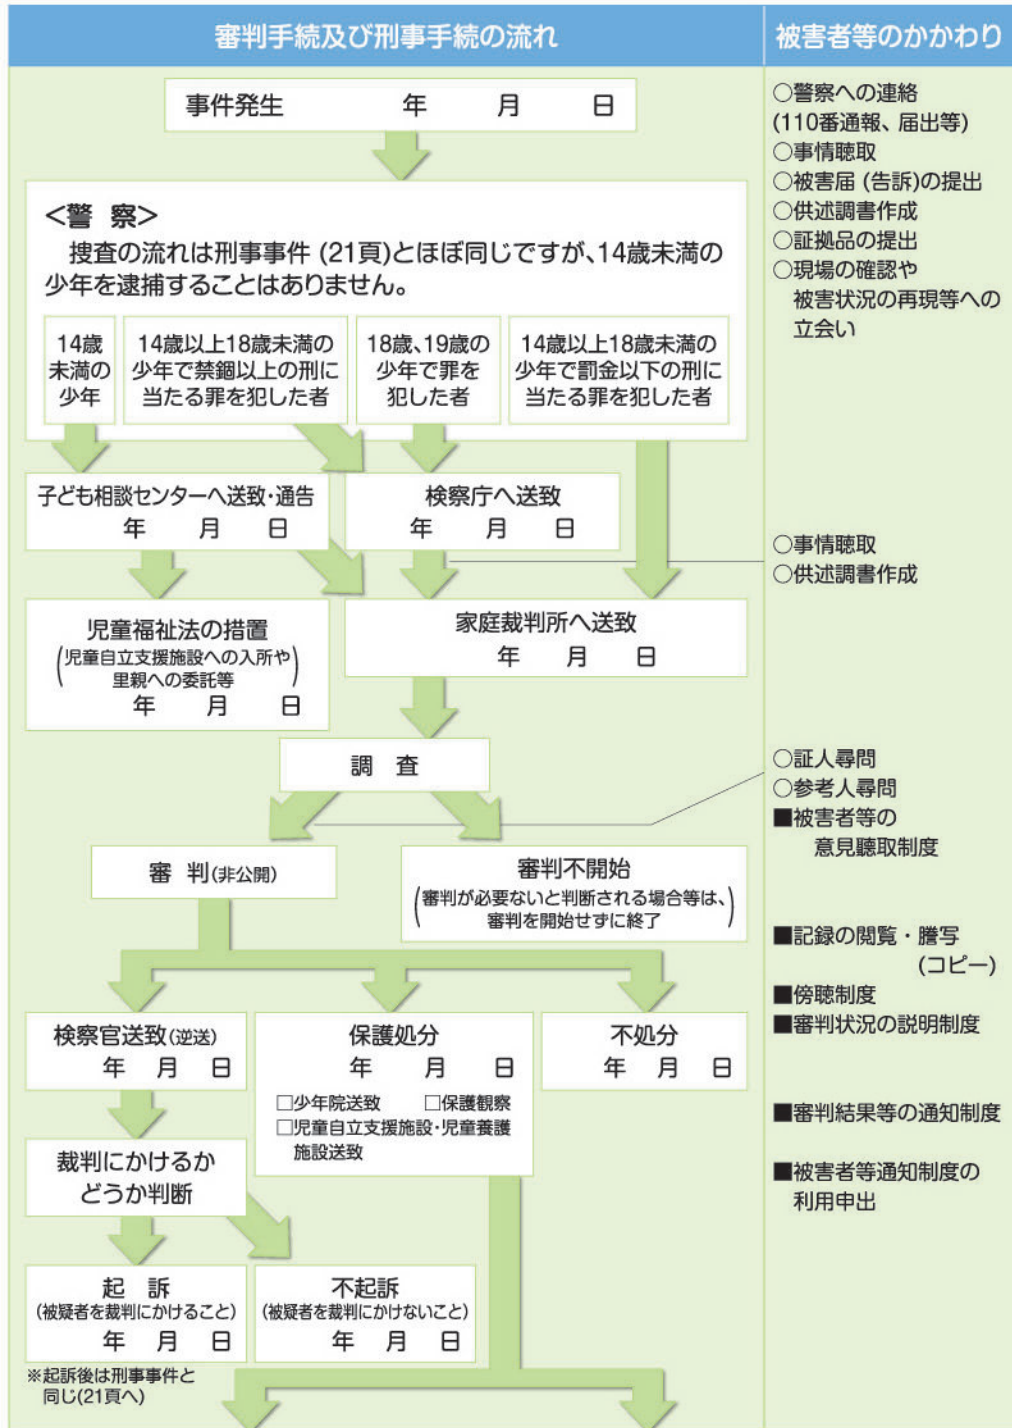 審判手続及び刑事手続の流れ
被害者等のかかわり
事件発生　年　月　日
<警 察>
捜査の流れは刑事事件 (21頁)とほぼ同じですが、14歳未満の
少年を逮捕することはありません。
14歳
未満の
少年
14歳以上18歳未満の
少年で禁錮以上の刑に
当たる罪を犯した者
18歳、19歳の
少年で罪を
犯した者
14歳以上18歳未満の
少年で罰金以下の刑に
当たる罪を犯した者
子ども相談センターへ送致・通告
年　月　日
検察庁へ送致
年　月　日
児童福祉法の措置
(児童自立支援施設への入所や
里親への委託等)
年　月　日
家庭裁判所へ送致
年　月　日
調 査
審 判(非公開)
審判不開始
(審判が必要ないと判断される場合等は、
審判を開始せずに終了)
検察官送致(逆送)
年　月　日
保護処分
年　月　日
□少年院送致　□保護観察
□児童自立支援施設・児童養護
施設送致
不処分
年　月　日
裁判にかけるか
どうか判断
起 訴
(被疑者を裁判にかけること)
年　月　日
不起訴
(被疑者を裁判にかけないこと)
年　月　日
※起訴後は刑事事件と
同じ(21頁へ)
○警察への連絡
(110番通報、届出等)
○事情聴取
○被害届 (告訴)の提出
○供述調書作成
○証拠品の提出
○現場の確認や
被害状況の再現等への
立会い
○事情聴取
○供述調書作成
○証人尋問
○参考人尋問
■被害者等の
意見聴取制度
■記録の閲覧・謄写
(コピー)
■傍聴制度
■審判状況の説明制度
■審判結果等の通知制度
■被害者等通知制度の
利用申出